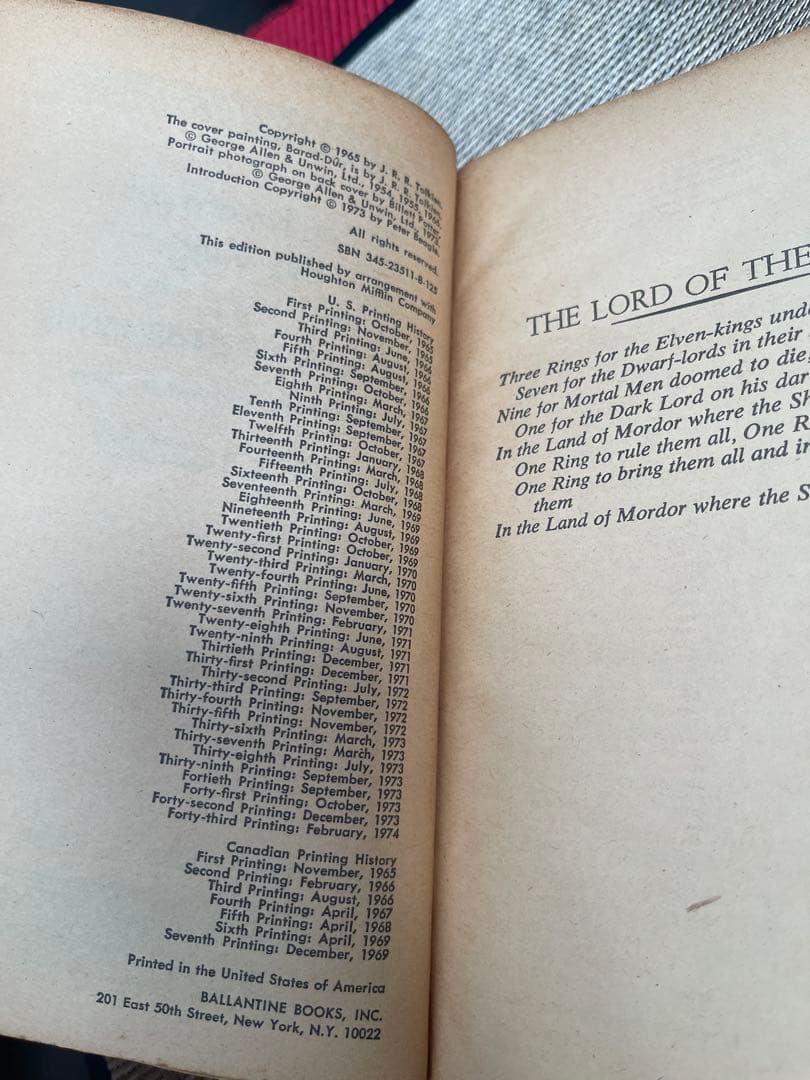 Copyright © 1965 by J. R. R. Tolkien.
The cover painting, Barad-Dûr, is by J. R. R. Tolkien,
© George Allen & Unwin, Ltd., 1954, 1955, 1966.
Portrait photograph on back cover by Billett Potter,
© George Allen & Unwin, Ltd., 1973.
Introduction Copyright © 1973 by Peter Beagle.
All rights reserved.
SBN 345-23511-8-125
This edition published by arrangement with
Houghton Mifflin Company
U. S. Printing History
First Printing: October, 1965
Second Printing: November, 1965
Third Printing: June, 1966
Fourth Printing: August, 1966
Fifth Printing: August, 1966
Sixth Printing: September, 1966
Seventh Printing: October, 1966
Eighth Printing: March, 1967
Ninth Printing: July, 1967
Tenth Printing: September, 1967
Eleventh Printing: September, 1967
Twelfth Printing: October, 1967
Thirteenth Printing: January, 1968
Fourteenth Printing: March, 1968
Fifteenth Printing: July, 1968
Sixteenth Printing: October, 1968
Seventeenth Printing: March, 1969
Eighteenth Printing: June, 1969
Nineteenth Printing: August, 1969
Twentieth Printing: October, 1969
Twenty-first Printing: October, 1969
Twenty-second Printing: January, 1970
Twenty-third Printing: March, 1970
Twenty-fourth Printing: June, 1970
Twenty-fifth Printing: September, 1970
Twenty-sixth Printing: November, 1970
Twenty-seventh Printing: February, 1971
Twenty-eighth Printing: June, 1971
Twenty-ninth Printing: August, 1971
Thirtieth Printing: December, 1971
Thirty-first Printing: December, 1971
Thirty-second Printing: July, 1972
Thirty-third Printing: September, 1972
Thirty-fourth Printing: November, 1972
Thirty-fifth Printing: November, 1972
Thirty-sixth Printing: March, 1973
Thirty-seventh Printing: March, 1973
Thirty-eighth Printing: July, 1973
Thirty-ninth Printing: September, 1973
Fortieth Printing: September, 1973
Forty-first Printing: October, 1973
Forty-second Printing: December, 1973
Forty-third Printing: February, 1974
Canadian Printing History
First Printing: November, 1965
Second Printing: February, 1966
Third Printing: August, 1966
Fourth Printing: April, 1967
Fifth Printing: April, 1968
Sixth Printing: April, 1969
Seventh Printing: December, 1969
Printed in the United States of America
BALLANTINE BOOKS, INC.
201 East 50th Street, New York, N.Y. 10022
THE LORD OF THE
Three Rings for the Elven-kings
Seven for the Dwarf-lords in their
Nine for Mortal Men doomed to die,
One for the Dark Lord on his dar
In the Land of Mordor where the Sh
One Ring to rule them all, One R
One Ring to bring them all and in
them
In the Land of Mordor where the S